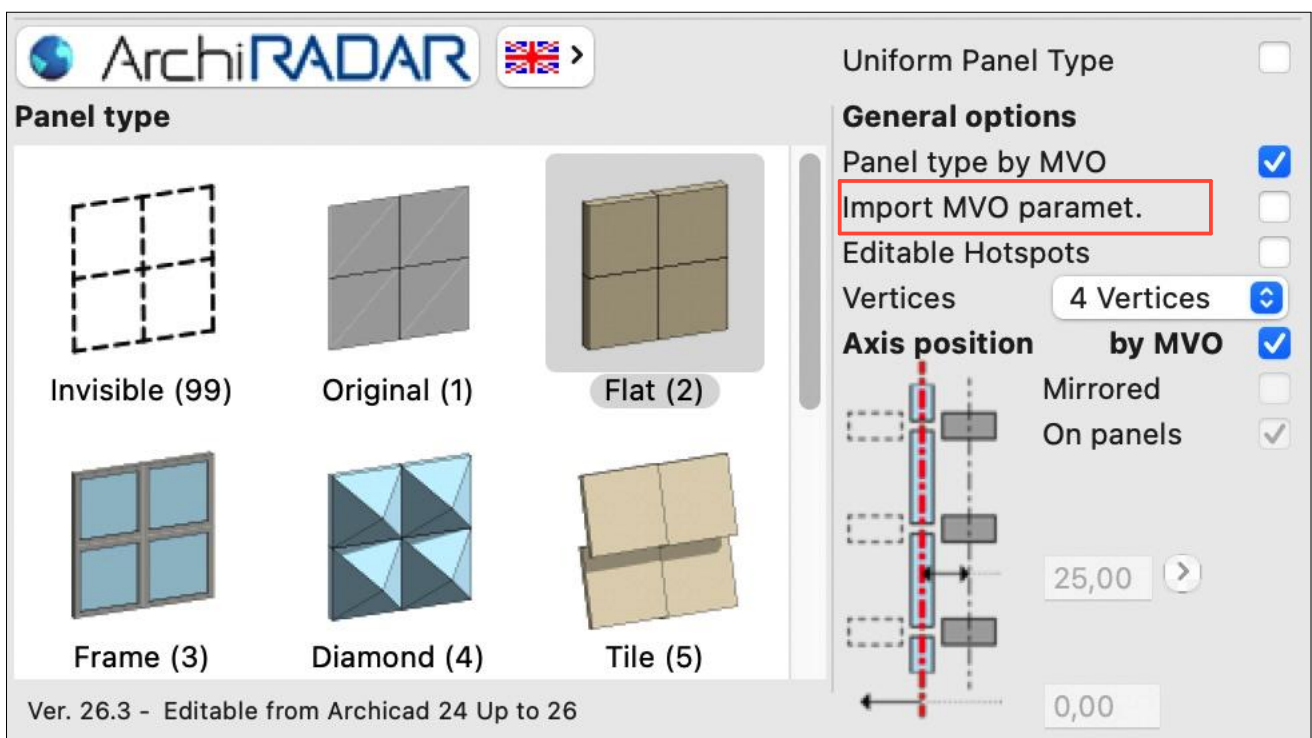 ArchiRADAR
Panel type
Invisible (99)
Original (1)
Flat (2)
Frame (3)
Diamond (4)
Tile (5)
Ver. 26.3 - Editable from Archicad 24 Up to 26
Uniform Panel Type
General options
Panel type by MVO
Import MVO paramet.
Editable Hotspots
Vertices 4 Vertices
Axis position by MVO
Mirrored
On panels
25,00
0,00